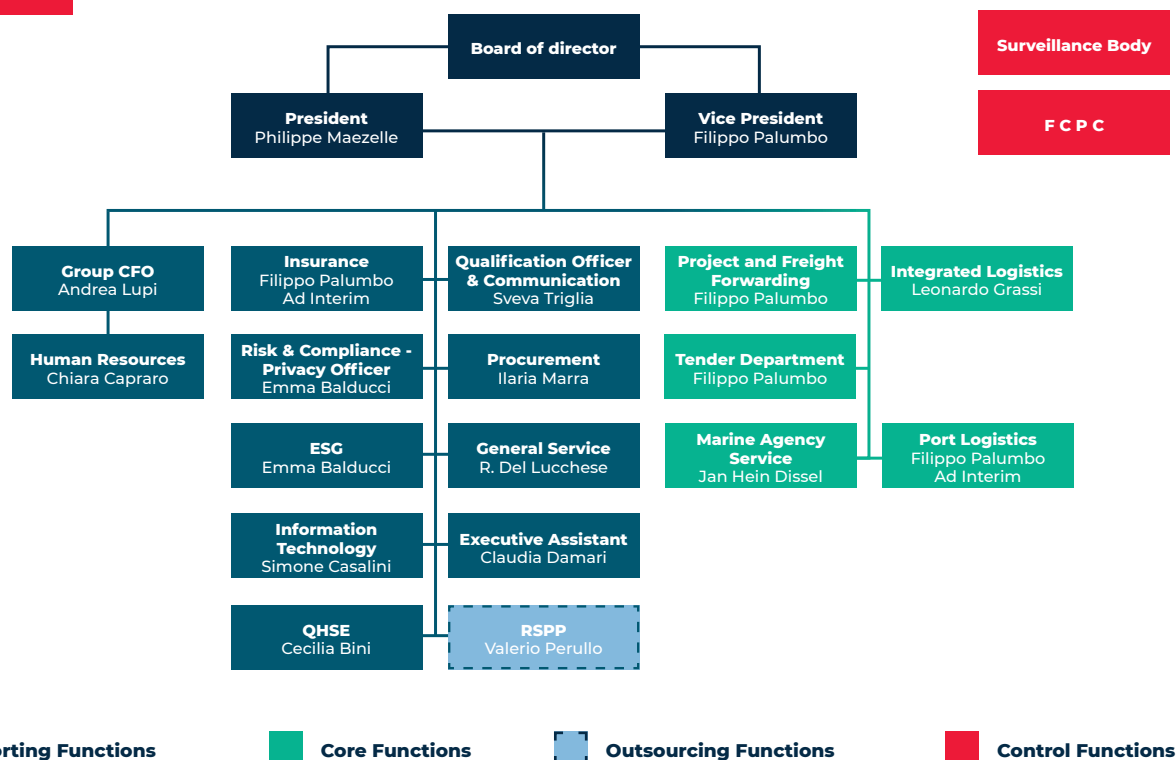 Board of director
Surveillance Body
F C P C
President
Philippe Maezelle
Vice President
Filippo Palumbo
Group CFO
Andrea Lupi
Insurance
Filippo Palumbo
Ad Interim
Qualification Officer
& Communication
Sveva Triglia
Project and Freight
Forwarding
Filippo Palumbo
Integrated Logistics
Leonardo Grassi
Human Resources
Chiara Capraro
Risk & Compliance -
Privacy Officer
Emma Balducci
Procurement
Ilaria Marra
Tender Department
Filippo Palumbo
ESG
Emma Balducci
General Service
R. Del Lucchese
Marine Agency
Service
Jan Hein Dissel
Port Logistics
Filippo Palumbo
Ad Interim
Information
Technology
Simone Casalini
Executive Assistant
Claudia Damari
QHSE
Cecilia Bini
RSPP
Valerio Perullo
orting Functions
Core Functions
Outsourcing Functions
Control Functions